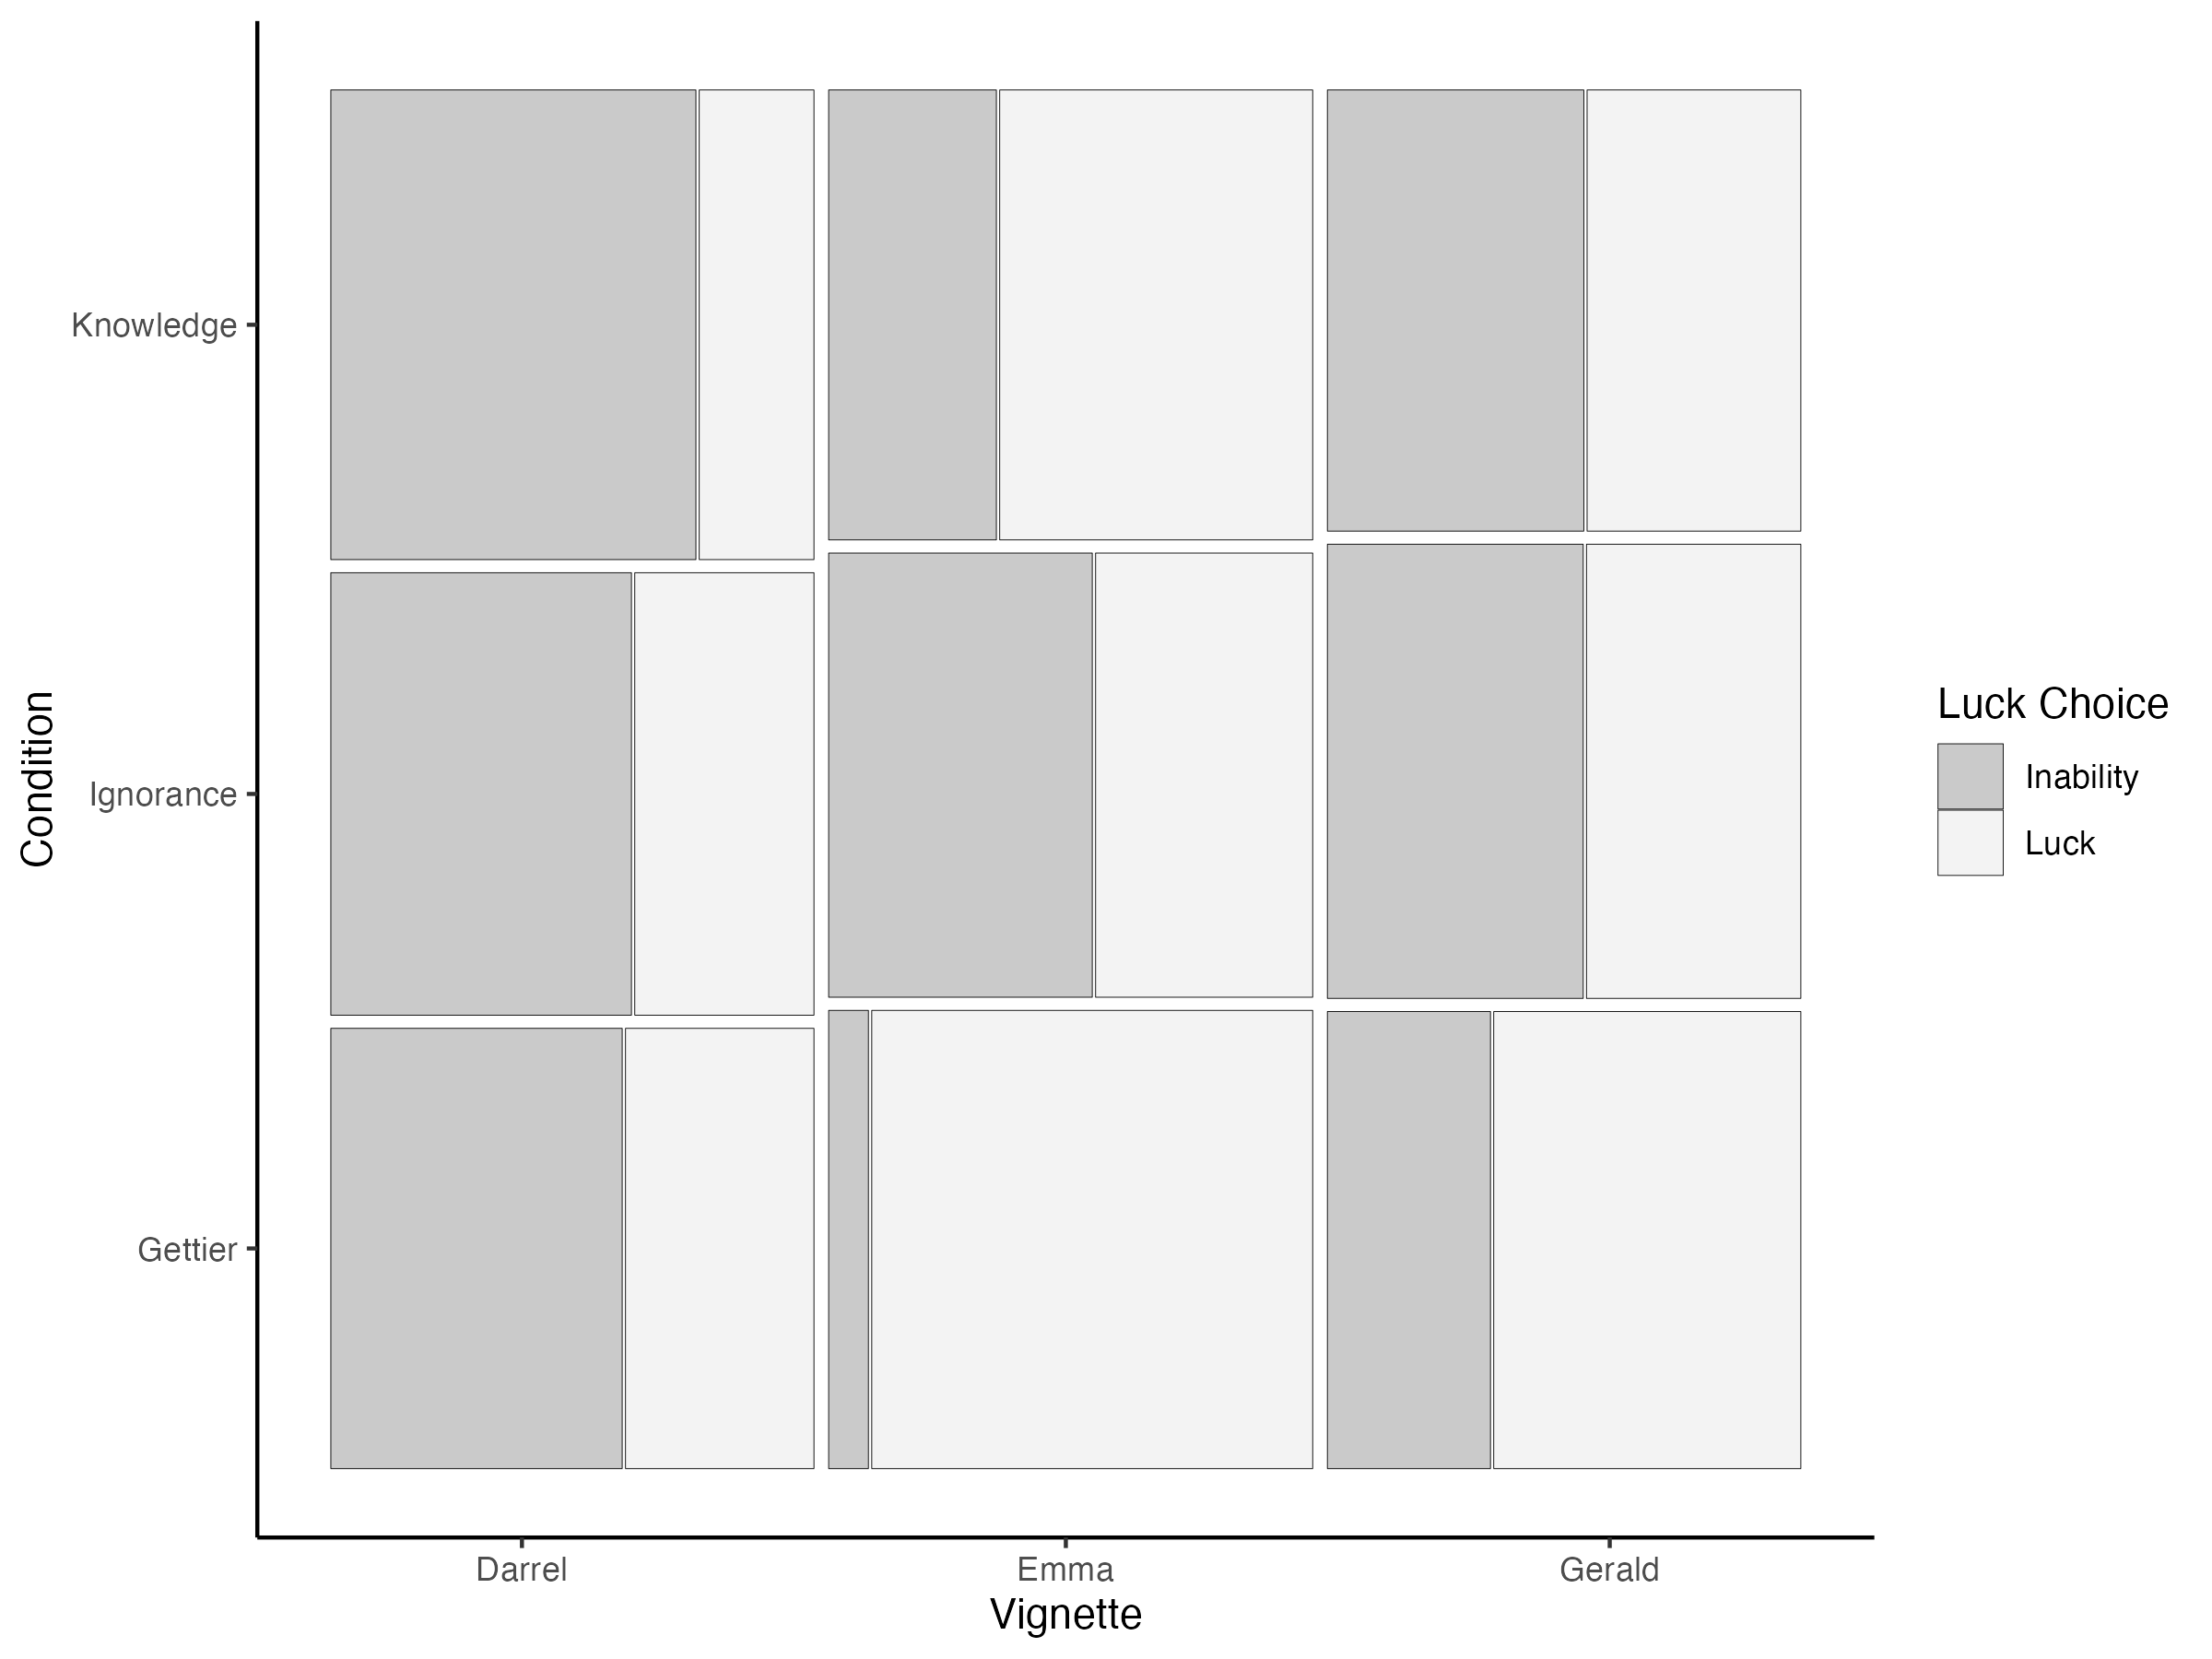 Condition
Knowledge
Ignorance
Gettier
Darrel
Emma
Gerald
Vignette
Luck Choice
Inability
Luck